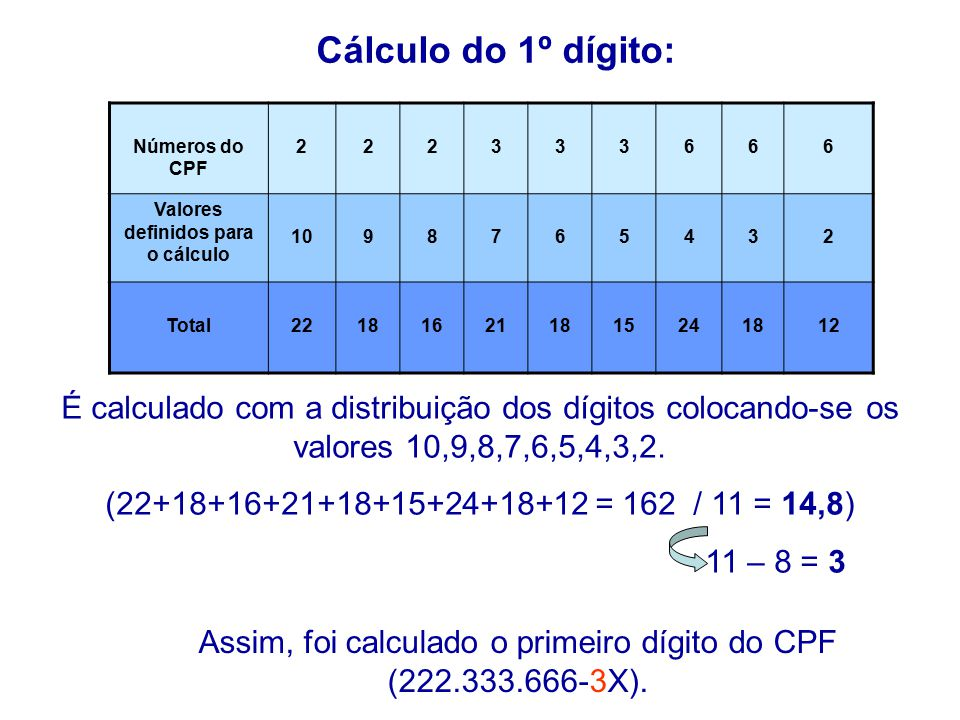 Cálculo do 1º dígito:
Números do CPF 2 2 2 3 3 3 6 6 6
Valores definidos para o cálculo 10 9 8 7 6 5 4 3 2
Total 22 18 16 21 18 15 24 18 12
É calculado com a distribuição dos dígitos colocando-se os
valores 10,9,8,7,6,5,4,3,2.
(22+18+16+21+18+15+24+18+12 = 162 / 11 = 14,8)
11 – 8 = 3
Assim, foi calculado o primeiro dígito do CPF
(222.333.666-3X).